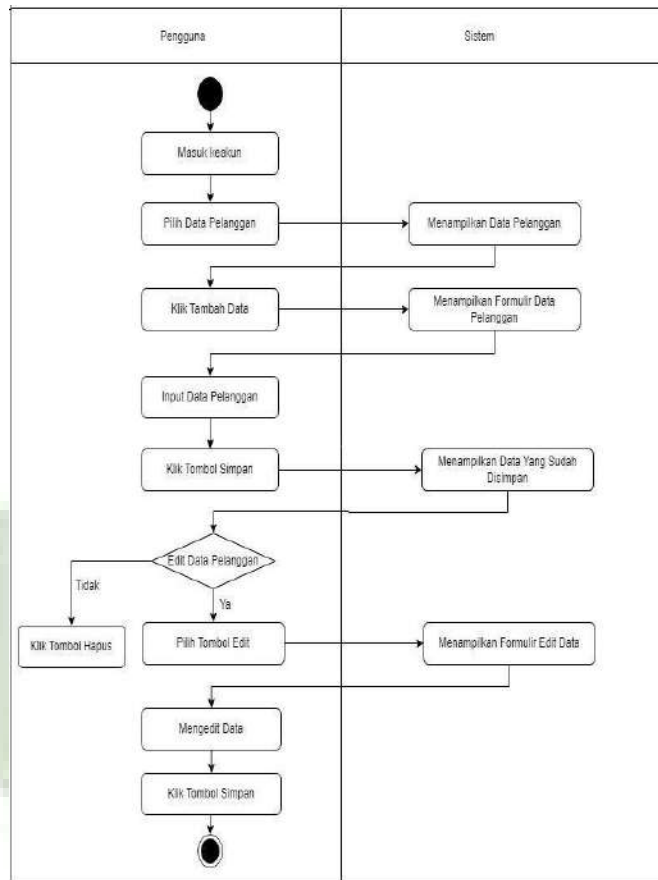 Pengguna
Sistem
Masuk keakun
Pilih Data Pelanggan
Menampilkan Data Pelanggan
Klik Tambah Data
Menampilkan Formulir Data
Pelanggan
Input Data Pelanggan
Klik Tombol Simpan
Menampilkan Data Yang Sudah
Disimpan
Edit Data Pelanggan
Tidak
Ya
Klik Tombol Hapus
Pilih Tombol Edit
Menampilkan Formulir Edit Data
Mengedit Data
Klik Tombol Simpan